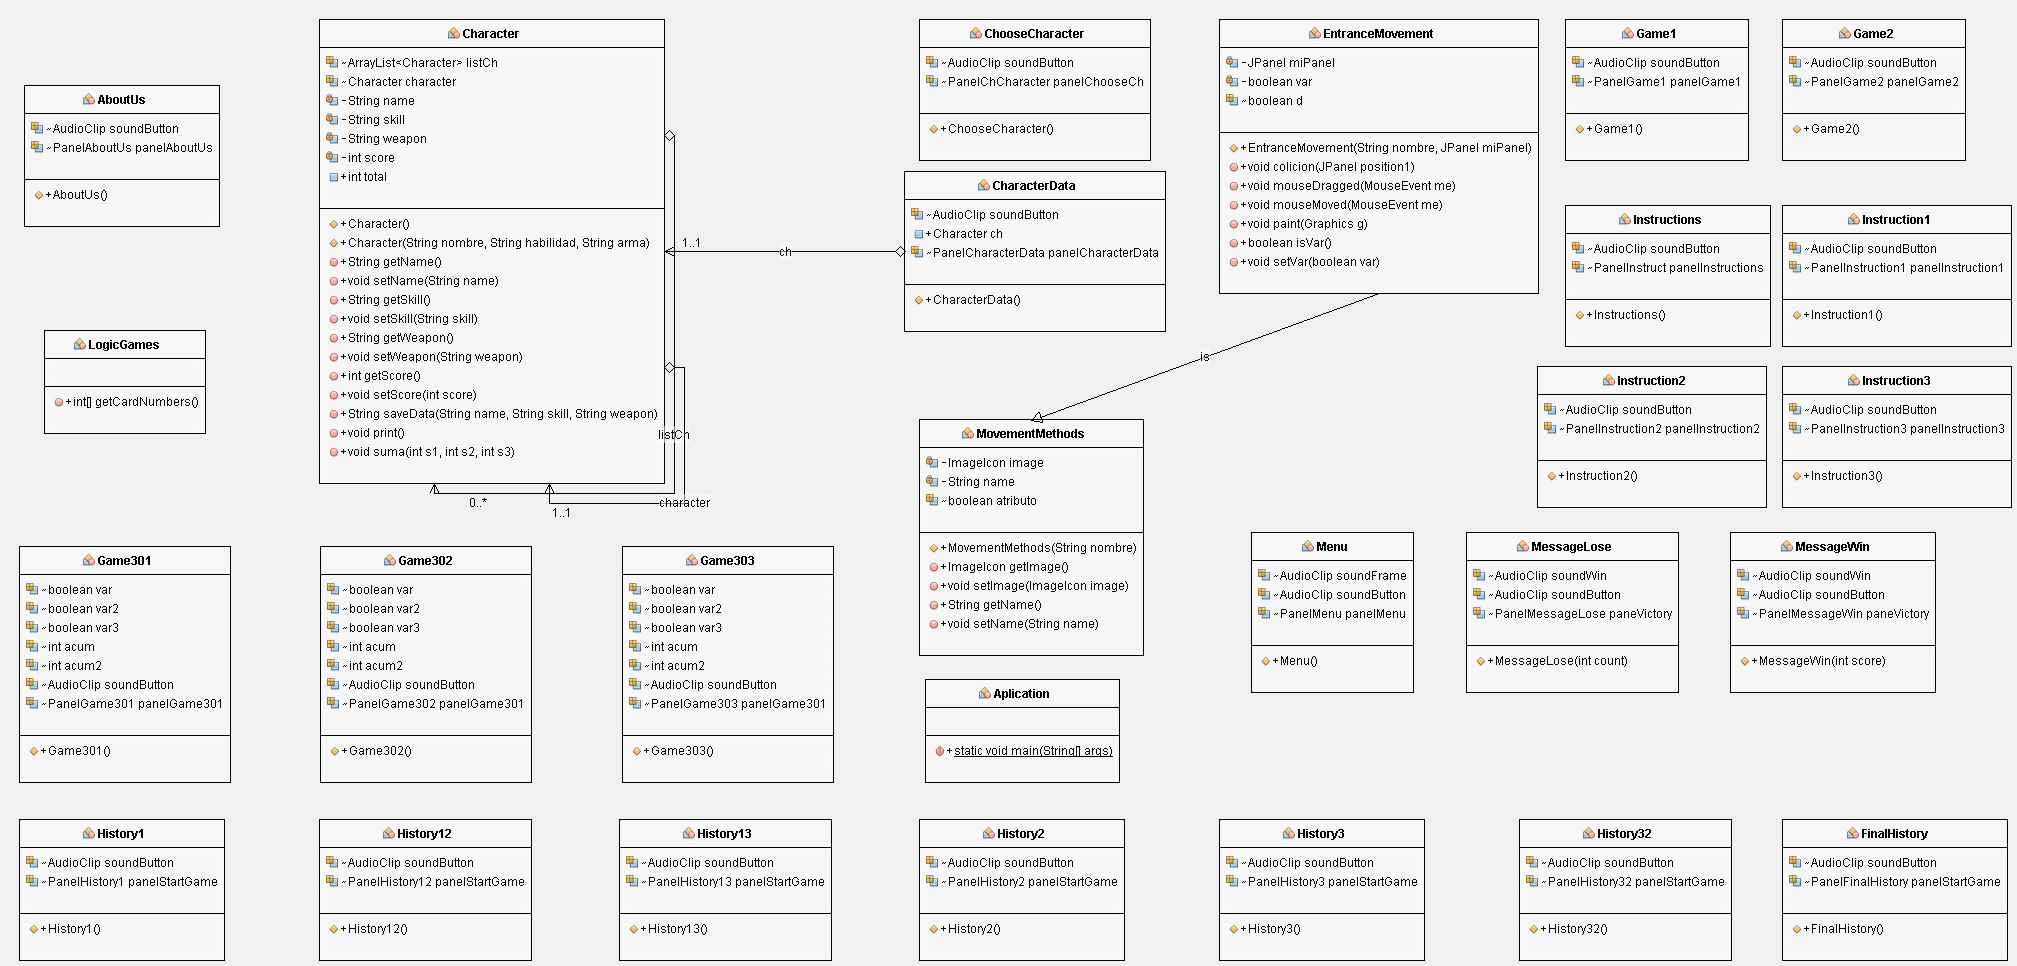 Character
~ArrayList<Character> listCh
~Character character
-String name
-String skill
-String weapon
-int score
+int total
+Character()
+Character(String nombre, String habilidad, String arma)
+String getName()
+void setName(String name)
+String getSkill()
+void setSkill(String skill)
+String getWeapon()
+void setWeapon(String weapon)
+int getScore()
+void setScore(int score)
+String saveData(String name, String skill, String weapon)
+void print()
+void suma(int s1, int s2, int s3)
1..1
ch
listCh
0..*
1..1
character
ChooseCharacter
~AudioClip soundButton
~PanelChCharacter panelChooseCh
+ChooseCharacter()
CharacterData
~AudioClip soundButton
+Character ch
~PanelCharacterData panelCharacterData
+CharacterData()
EntranceMovement
-JPanel miPanel
-boolean var
~boolean d
+EntranceMovement(String nombre, JPanel miPanel)
+void colicion(JPanel position1)
+void mouseDragged(MouseEvent me)
+void mouseMoved(MouseEvent me)
+void paint(Graphics g)
+boolean isVar()
+void setVar(boolean var)
is
Game1
~AudioClip soundButton
~PanelGame1 panelGame1
+Game1()
Game2
~AudioClip soundButton
~PanelGame2 panelGame2
+Game2()
AboutUs
~AudioClip soundButton
~PanelAboutUs panelAboutUs
+AboutUs()
Instructions
~AudioClip soundButton
~PanelInstruct panelInstructions
+Instructions()
Instruction1
~AudioClip soundButton
~PanelInstruction1 panelInstruction1
+Instruction1()
LogicGames
+int[] getCardNumbers()
Instruction2
~AudioClip soundButton
~PanelInstruction2 panelInstruction2
+Instruction2()
Instruction3
~AudioClip soundButton
~PanelInstruction3 panelInstruction3
+Instruction3()
MovementMethods
-ImageIcon image
-String name
~boolean atributo
+MovementMethods(String nombre)
+ImageIcon getImage()
+void setImage(ImageIcon image)
+String getName()
+void setName(String name)
Game301
~boolean var
~boolean var2
~boolean var3
~int acum
~int acum2
~AudioClip soundButton
~PanelGame301 panelGame301
+Game301()
Game302
~boolean var
~boolean var2
~boolean var3
~int acum
~int acum2
~AudioClip soundButton
~PanelGame302 panelGame301
+Game302()
Game303
~boolean var
~boolean var2
~boolean var3
~int acum
~int acum2
~AudioClip soundButton
~PanelGame303 panelGame301
+Game303()
Menu
~AudioClip soundFrame
~AudioClip soundButton
~PanelMenu panelMenu
+Menu()
MessageLose
~AudioClip soundWin
~AudioClip soundButton
~PanelMessageLose paneVictory
+MessageLose(int count)
MessageWin
~AudioClip soundWin
~AudioClip soundButton
~PanelMessageWin paneVictory
+MessageWin(int score)
Aplication
+static void main(String[] args)
History1
~AudioClip soundButton
~PanelHistory1 panelStartGame
+History1()
History12
~AudioClip soundButton
~PanelHistory12 panelStartGame
+History12()
History13
~AudioClip soundButton
~PanelHistory13 panelStartGame
+History13()
History2
~AudioClip soundButton
~PanelHistory2 panelStartGame
+History2()
History3
~AudioClip soundButton
~PanelHistory3 panelStartGame
+History3()
History32
~AudioClip soundButton
~PanelHistory32 panelStartGame
+History32()
FinalHistory
~AudioClip soundButton
~PanelFinalHistory panelStartGame
+FinalHistory()